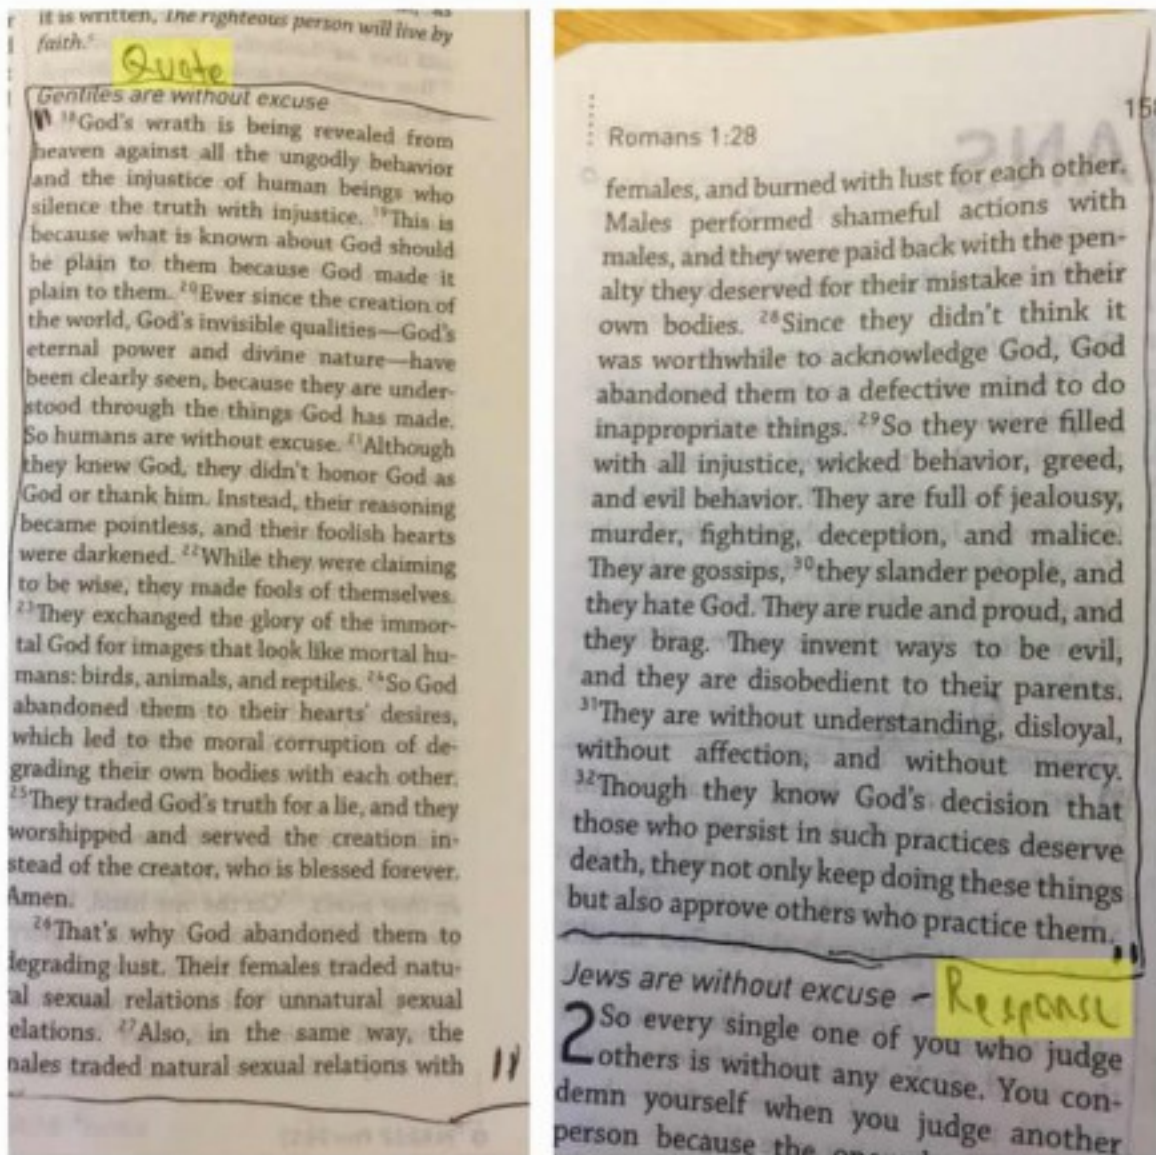 it is written, The righteous person will live by
faith.
Quote
Gentiles are without excuse
" 18God's wrath is being revealed from
heaven against all the ungodly behavior
and the injustice of human beings who
silence the truth with injustice. 19This is
because what is known about God should
be plain to them because God made it
plain to them. 20Ever since the creation of
the world, God's invisible qualities—God's
eternal power and divine nature—have
been clearly seen, because they are under-
stood through the things God has made.
So humans are without excuse. 21Although
they knew God, they didn't honor God as
God or thank him. Instead, their reasoning
became pointless, and their foolish hearts
were darkened. 22While they were claiming
to be wise, they made fools of themselves.
23They exchanged the glory of the immor-
tal God for images that look like mortal hu-
mans: birds, animals, and reptiles. 24So God
abandoned them to their hearts' desires,
which led to the moral corruption of de-
grading their own bodies with each other.
25They traded God's truth for a lie, and they
worshipped and served the creation in-
stead of the creator, who is blessed forever.
Amen.
26That's why God abandoned them to
degrading lust. Their females traded natu-
ral sexual relations for unnatural sexual
relations. 27Also, in the same way, the
males traded natural sexual relations with "
158
Romans 1:28
females, and burned with lust for each other.
Males performed shameful actions with
males, and they were paid back with the pen-
alty they deserved for their mistake in their
own bodies. 28Since they didn't think it
was worthwhile to acknowledge God, God
abandoned them to a defective mind to do
inappropriate things. 29So they were filled
with all injustice, wicked behavior, greed,
and evil behavior. They are full of jealousy,
murder, fighting, deception, and malice.
They are gossips, 30they slander people, and
they hate God. They are rude and proud, and
they brag. They invent ways to be evil,
and they are disobedient to their parents.
31They are without understanding, disloyal,
without affection, and without mercy.
32Though they know God's decision that
those who persist in such practices deserve
death, they not only keep doing these things
but also approve others who practice them. "
Jews are without excuse - Response
2 So every single one of you who judge
others is without any excuse. You con-
demn yourself when you judge another
person because the